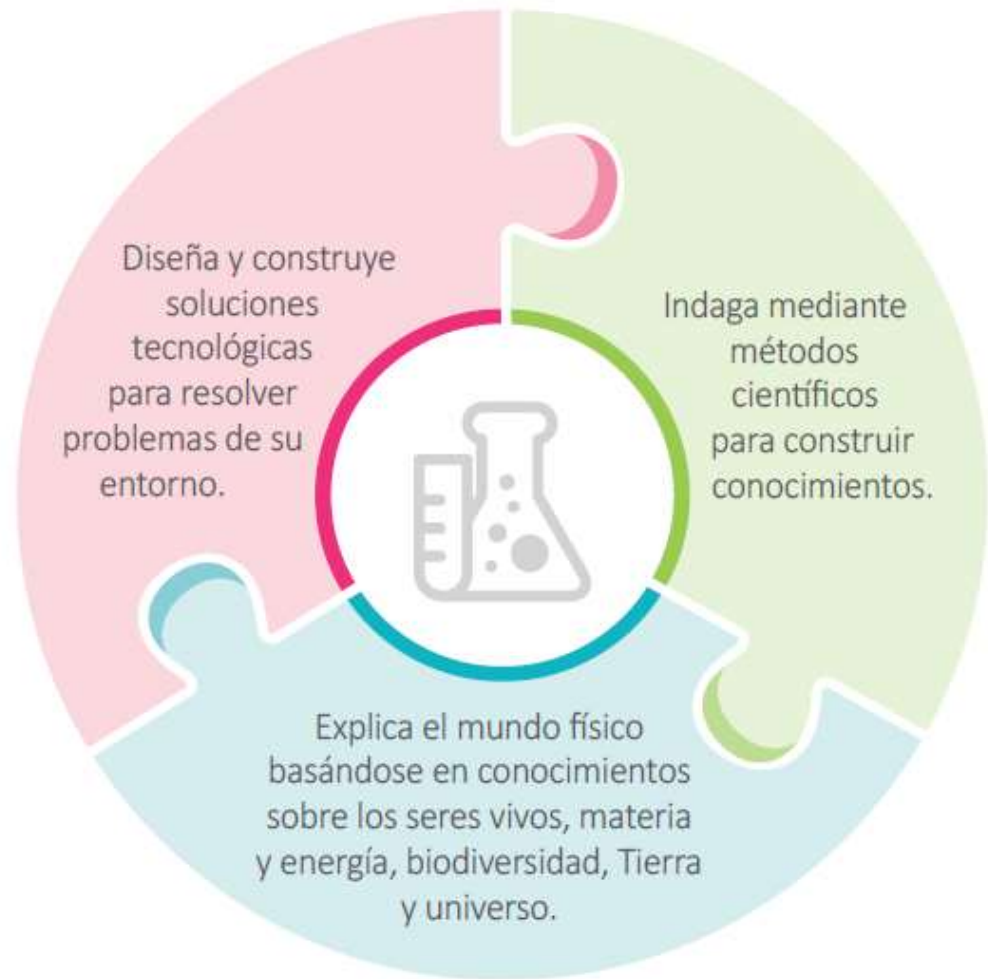 Diseña y construye
soluciones
tecnológicas
para resolver
problemas de su
entorno.
Indaga mediante
métodos
científicos
para construir
conocimientos.
Explica el mundo físico
basándose en conocimientos
sobre los seres vivos, materia
y energía, biodiversidad, Tierra
y universo.